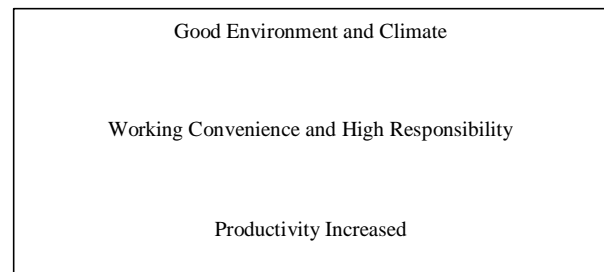 Good Environment and Climate
Working Convenience and High Responsibility
Productivity Increased